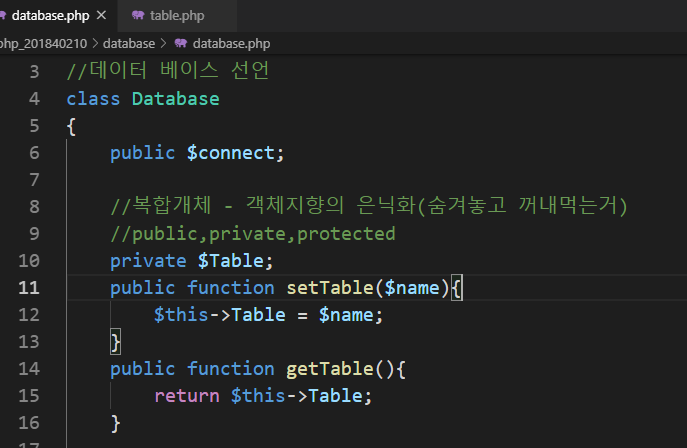 database.php ×
table.php
php_201840210 > database > database.php
3 //데이터 베이스 선언
4 class Database
5 {
6 public $connect;
7
8 //복합개체 - 객체지향의 은닉화(숨겨놓고 꺼내먹는거)
9 //public,private,protected
10 private $Table;
11 public function setTable($name){
12 $this->Table = $name;
13 }
14 public function getTable(){
15 return $this->Table;
16 }
17